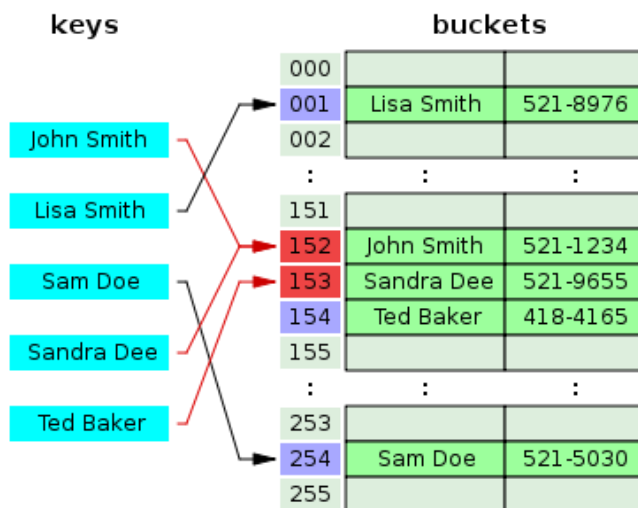 keys
buckets
John Smith
Lisa Smith
Sam Doe
Sandra Dee
Ted Baker
000
001 Lisa Smith 521-8976
002
: : :
151
152 John Smith 521-1234
153 Sandra Dee 521-9655
154 Ted Baker 418-4165
155
: : :
253
254 Sam Doe 521-5030
255